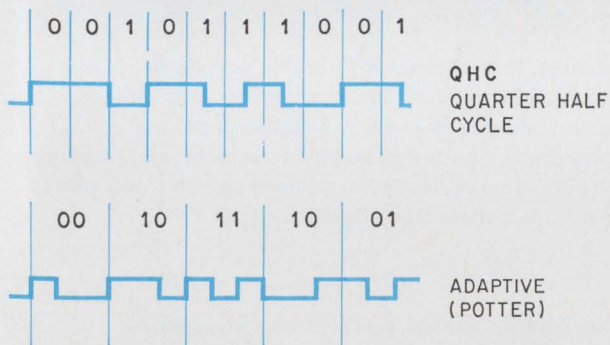 0 0 1 0 1 1 1 0 0 1
QHC
QUARTER HALF
CYCLE
00 10 11 10 01
ADAPTIVE
(POTTER)